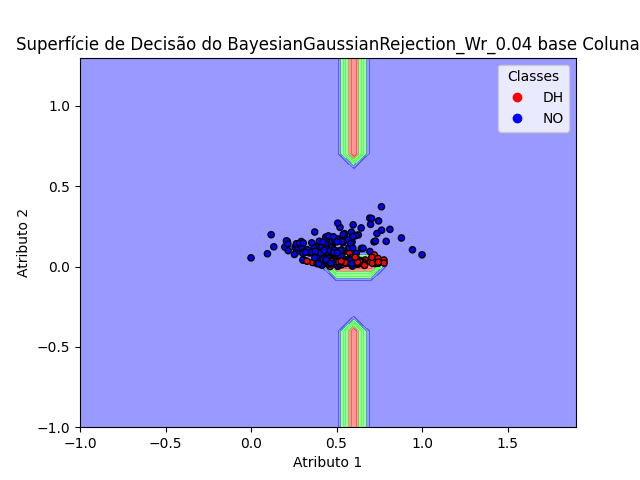 Superfície de Decisão do BayesianGaussianRejection_Wr_0.04 base Coluna
Classes
DH
NO
Atributo 2
1.0
0.5
0.0
−0.5
−1.0
−1.0 −0.5 0.0 0.5 1.0 1.5
Atributo 1